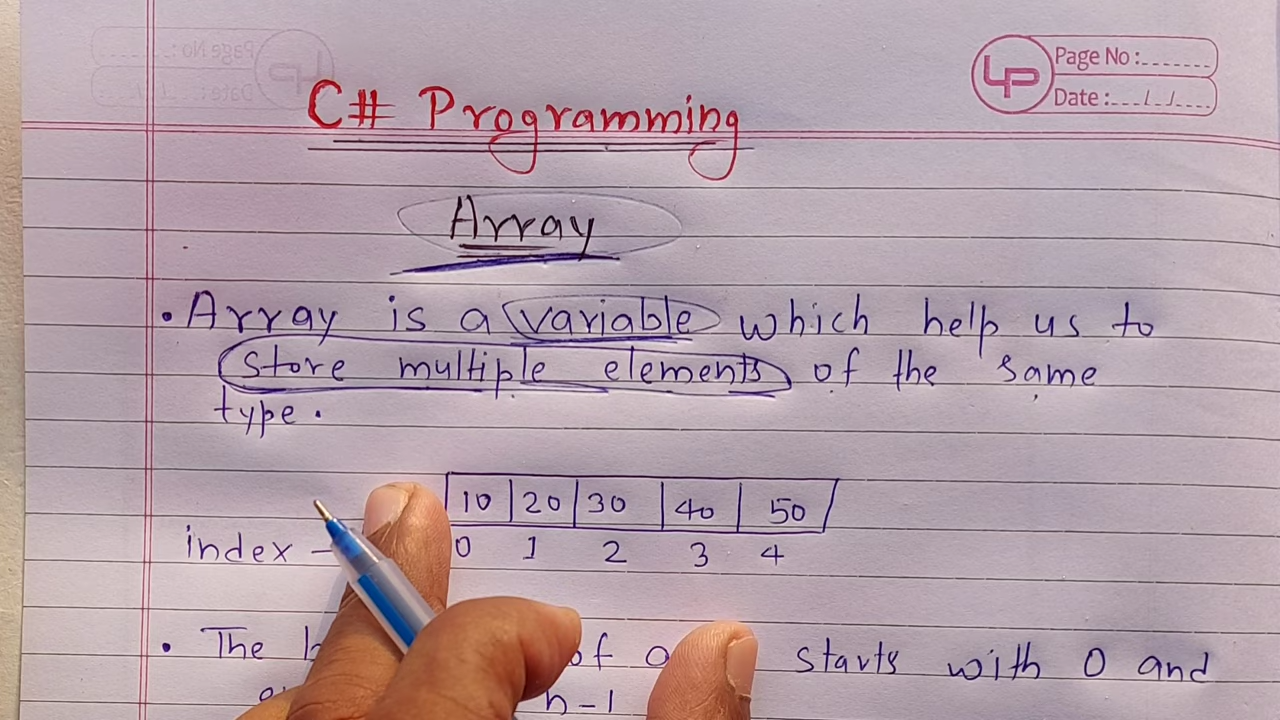 Page No :.......
LP
Date :.../../....
C# Programming
Array
• Array is a variable which help us to
store multiple elements of the same
type.
10 20 30 40 50
index - 0 1 2 3 4
• The of starts with 0 and
n-1